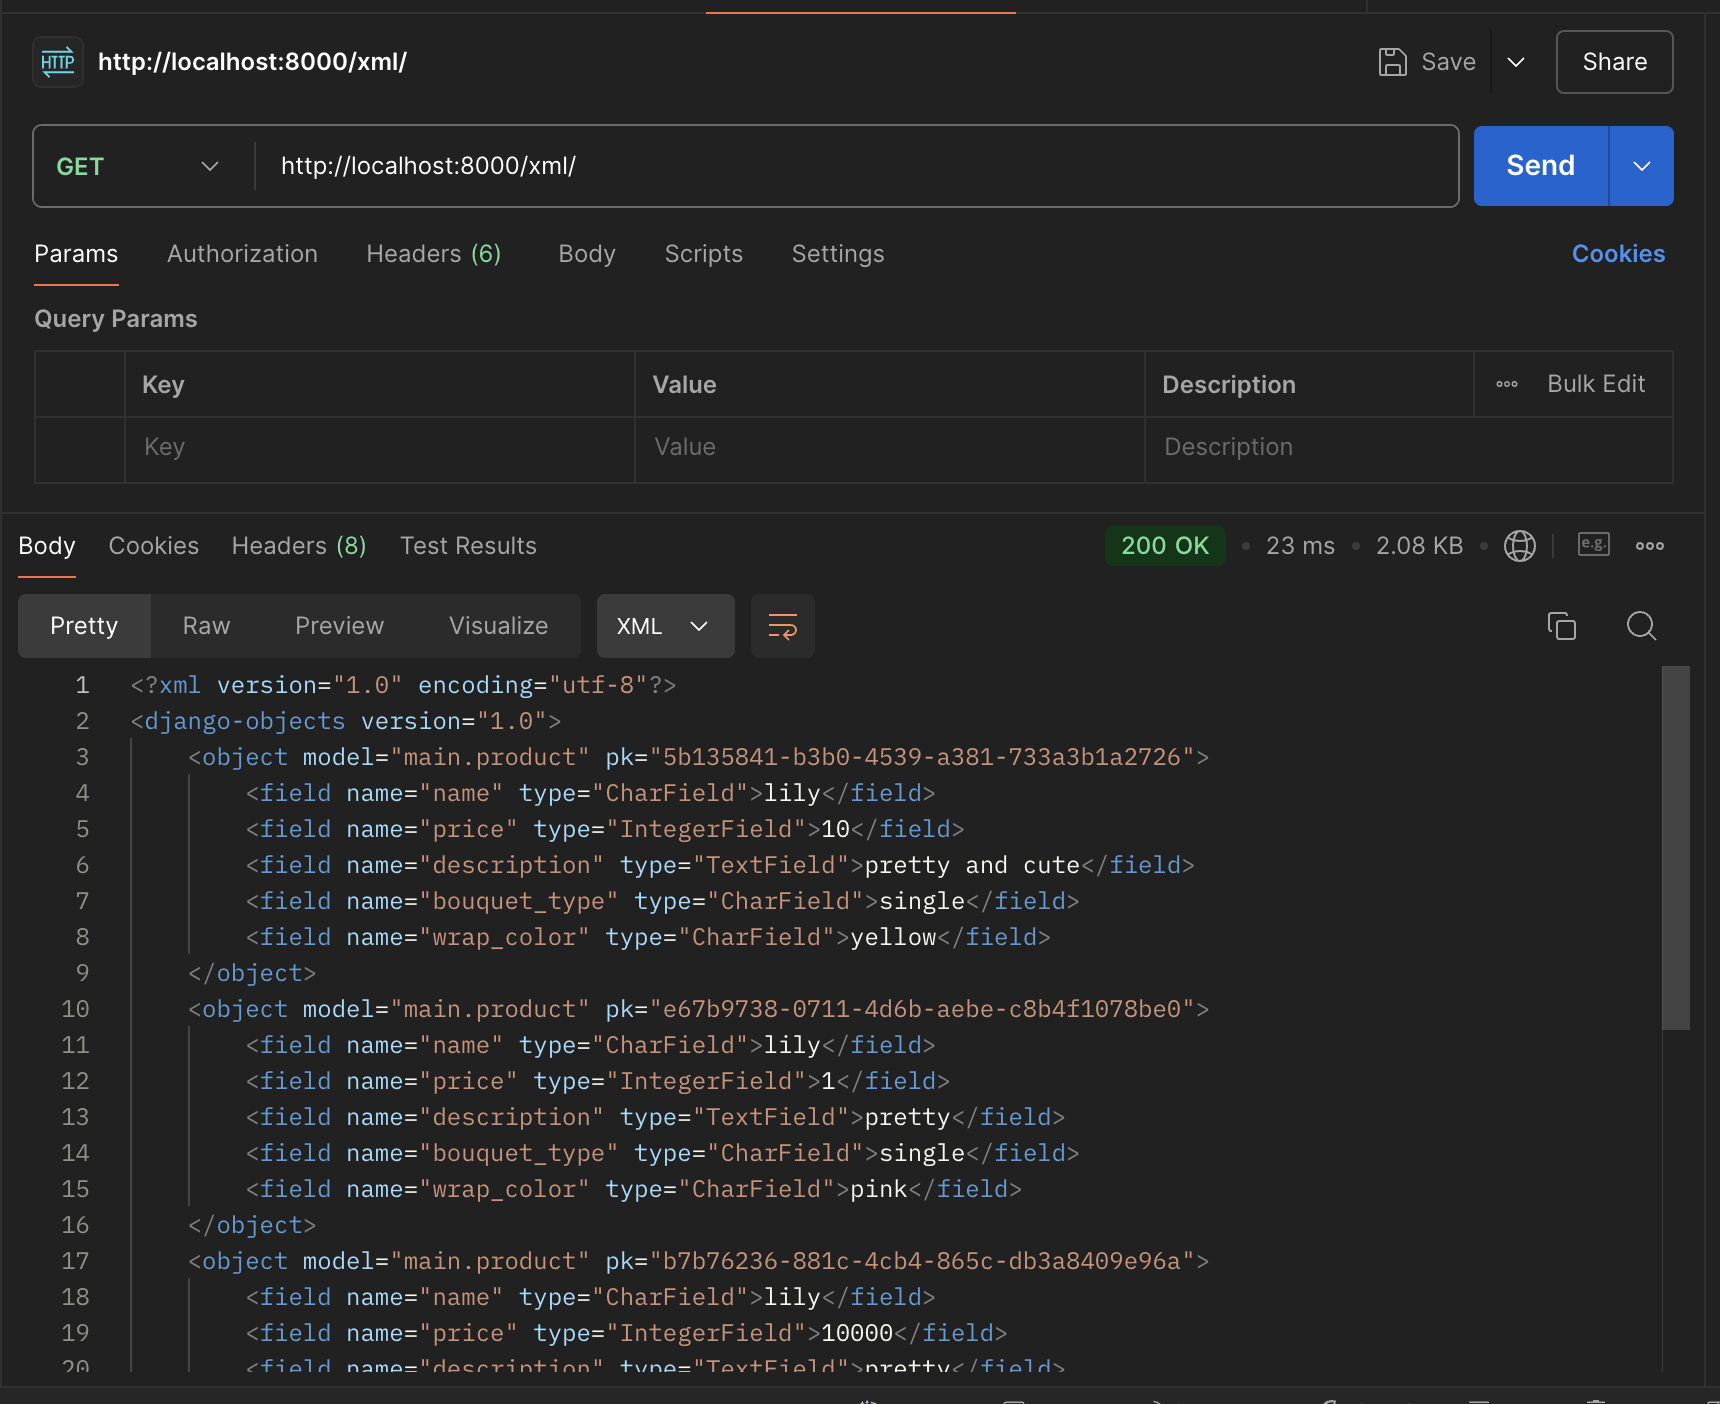 HTTP http://localhost:8000/xml/ Save Share
GET http://localhost:8000/xml/ Send
Params Authorization Headers (6) Body Scripts Settings Cookies
Query Params
Key Value Description Bulk Edit
Key Value Description
Body Cookies Headers (8) Test Results 200 OK 23 ms 2.08 KB e.g.
Pretty Raw Preview Visualize XML
1 <?xml version="1.0" encoding="utf-8"?>
2 <django-objects version="1.0">
3 <object model="main.product" pk="5b135841-b3b0-4539-a381-733a3b1a2726">
4 <field name="name" type="CharField">lily</field>
5 <field name="price" type="IntegerField">10</field>
6 <field name="description" type="TextField">pretty and cute</field>
7 <field name="bouquet_type" type="CharField">single</field>
8 <field name="wrap_color" type="CharField">yellow</field>
9 </object>
10 <object model="main.product" pk="e67b9738-0711-4d6b-aebe-c8b4f1078be0">
11 <field name="name" type="CharField">lily</field>
12 <field name="price" type="IntegerField">1</field>
13 <field name="description" type="TextField">pretty</field>
14 <field name="bouquet_type" type="CharField">single</field>
15 <field name="wrap_color" type="CharField">pink</field>
16 </object>
17 <object model="main.product" pk="b7b76236-881c-4cb4-865c-db3a8409e96a">
18 <field name="name" type="CharField">lily</field>
19 <field name="price" type="IntegerField">10000</field>
20 <field name="description" type="TextField">pretty</field>